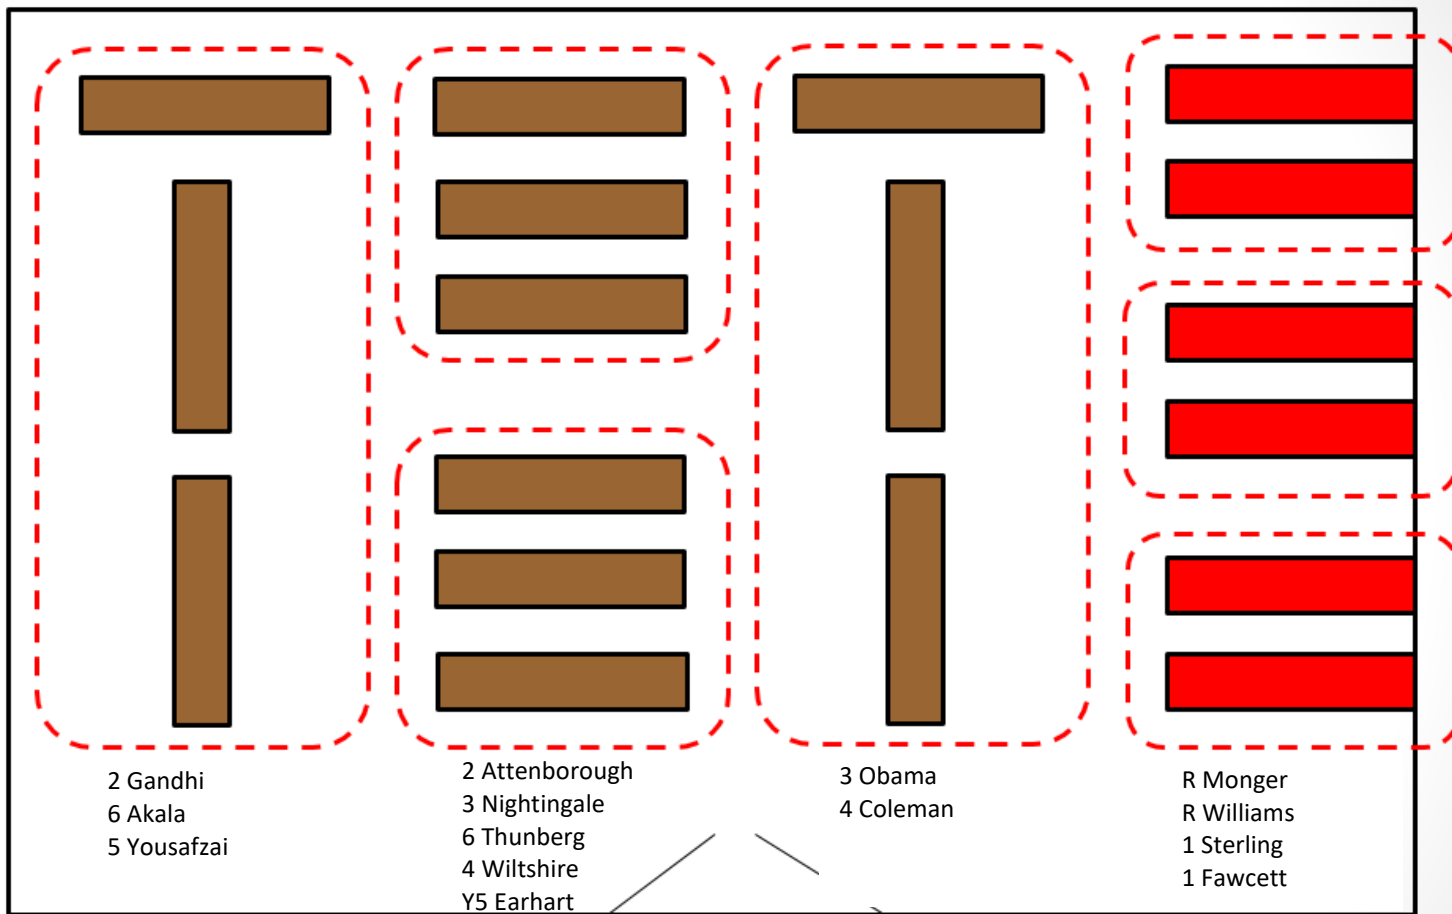 2 Gandhi
6 Akala
5 Yousafzai
2 Attenborough
3 Nightingale
6 Thunberg
4 Wiltshire
Y5 Earhart
3 Obama
4 Coleman
R Monger
R Williams
1 Sterling
1 Fawcett